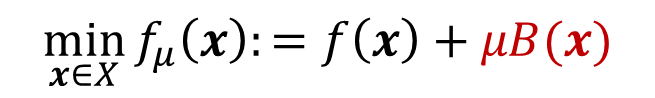 min f_μ(x): = f(x) + μB(x)
x∈X